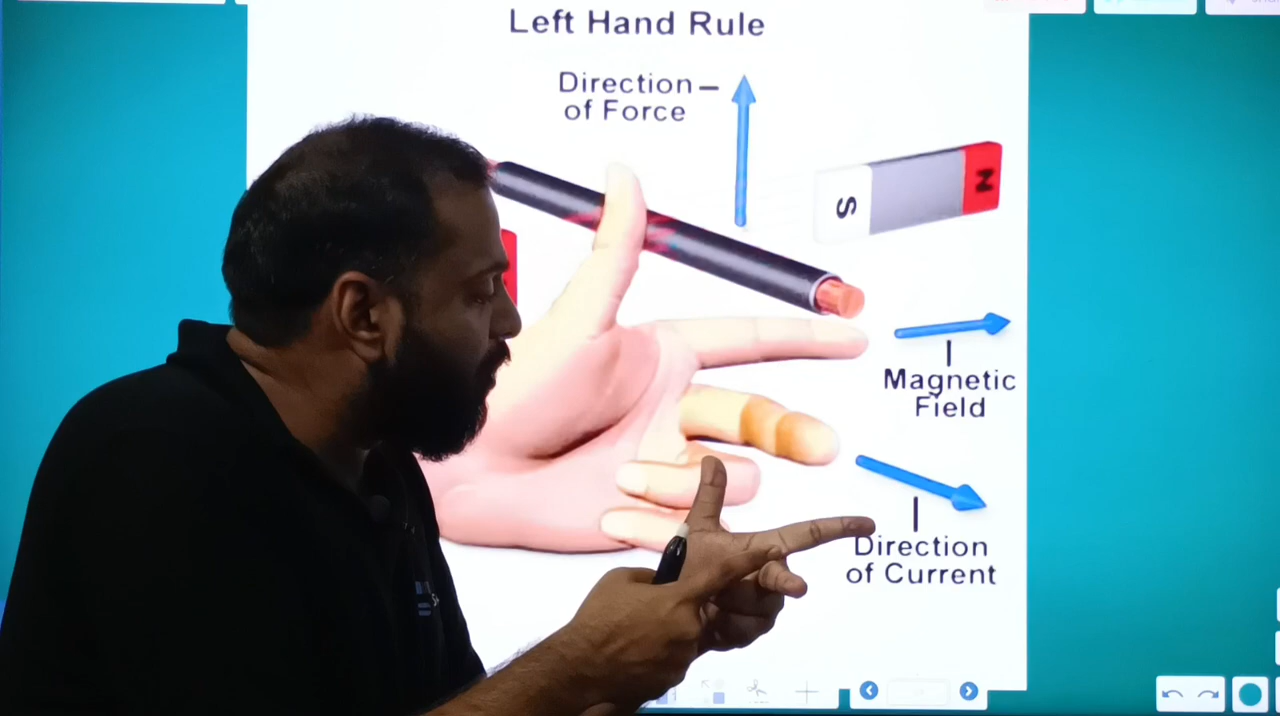 Left Hand Rule
Direction
of Force
S
N
Magnetic
Field
Direction
of Current